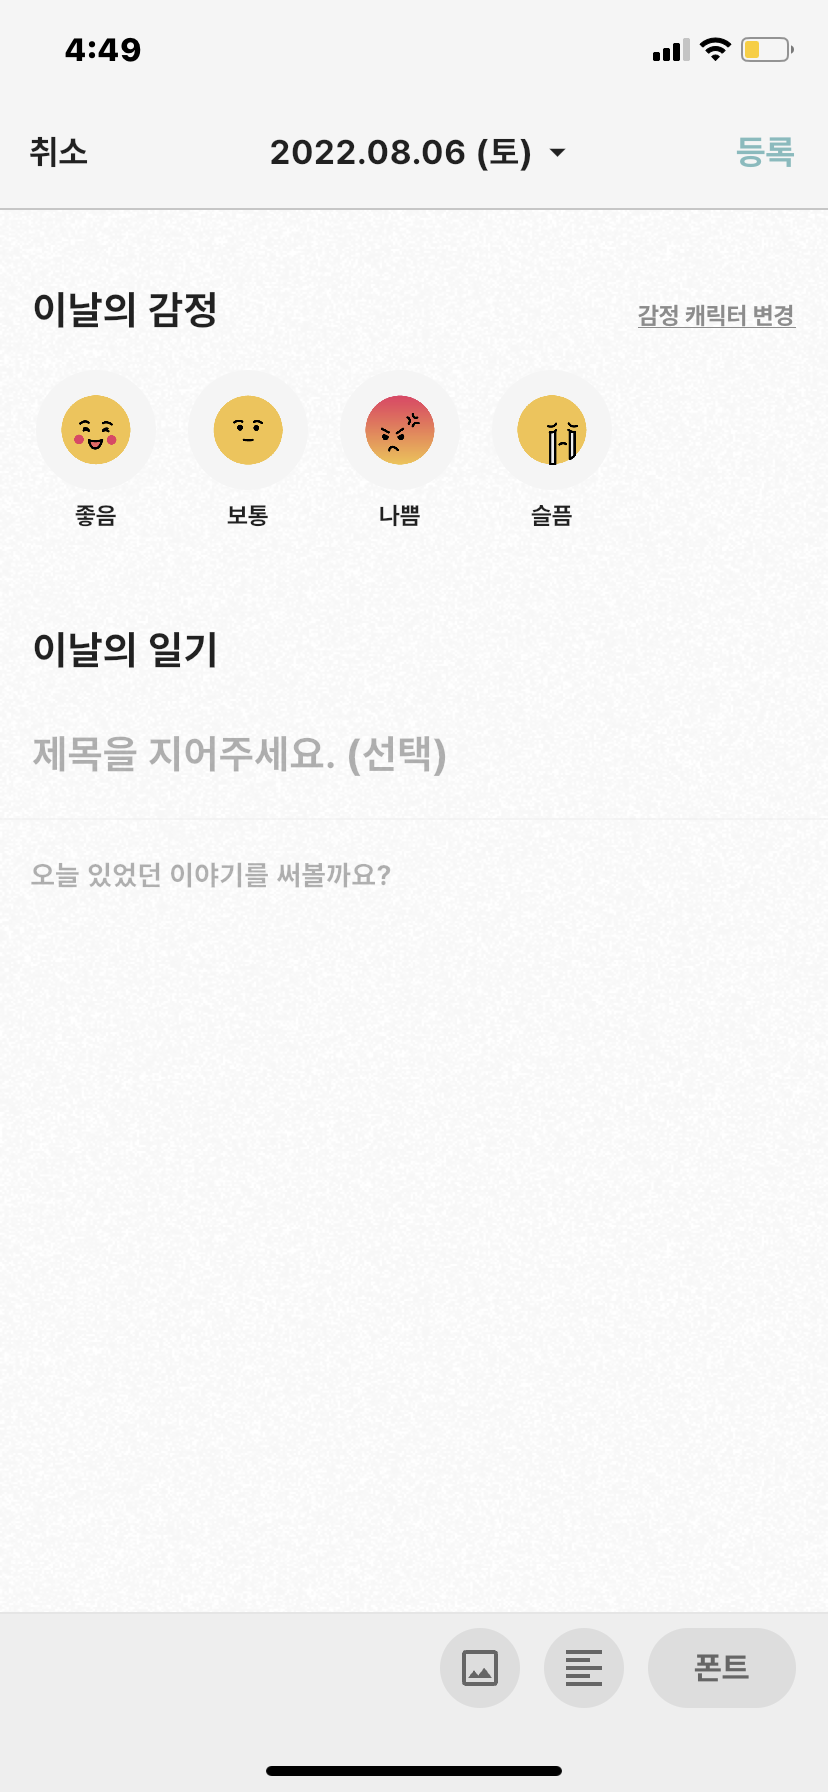 4:49
취소 2022.08.06 (토) 등록
이날의 감정
감정 캐릭터 변경
좋음 보통 나쁨 슬픔
이날의 일기
제목을 지어주세요. (선택)
오늘 있었던 이야기를 써볼까요?
폰트